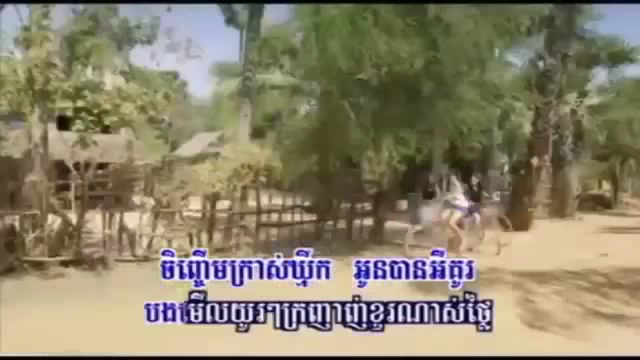 ចិញ្ចើមក្រាស់ឃ្មឹក អូនបានអីគូរ
បងមើលយូរៗក្រញាញ់ខូរណាស់ថ្លៃ